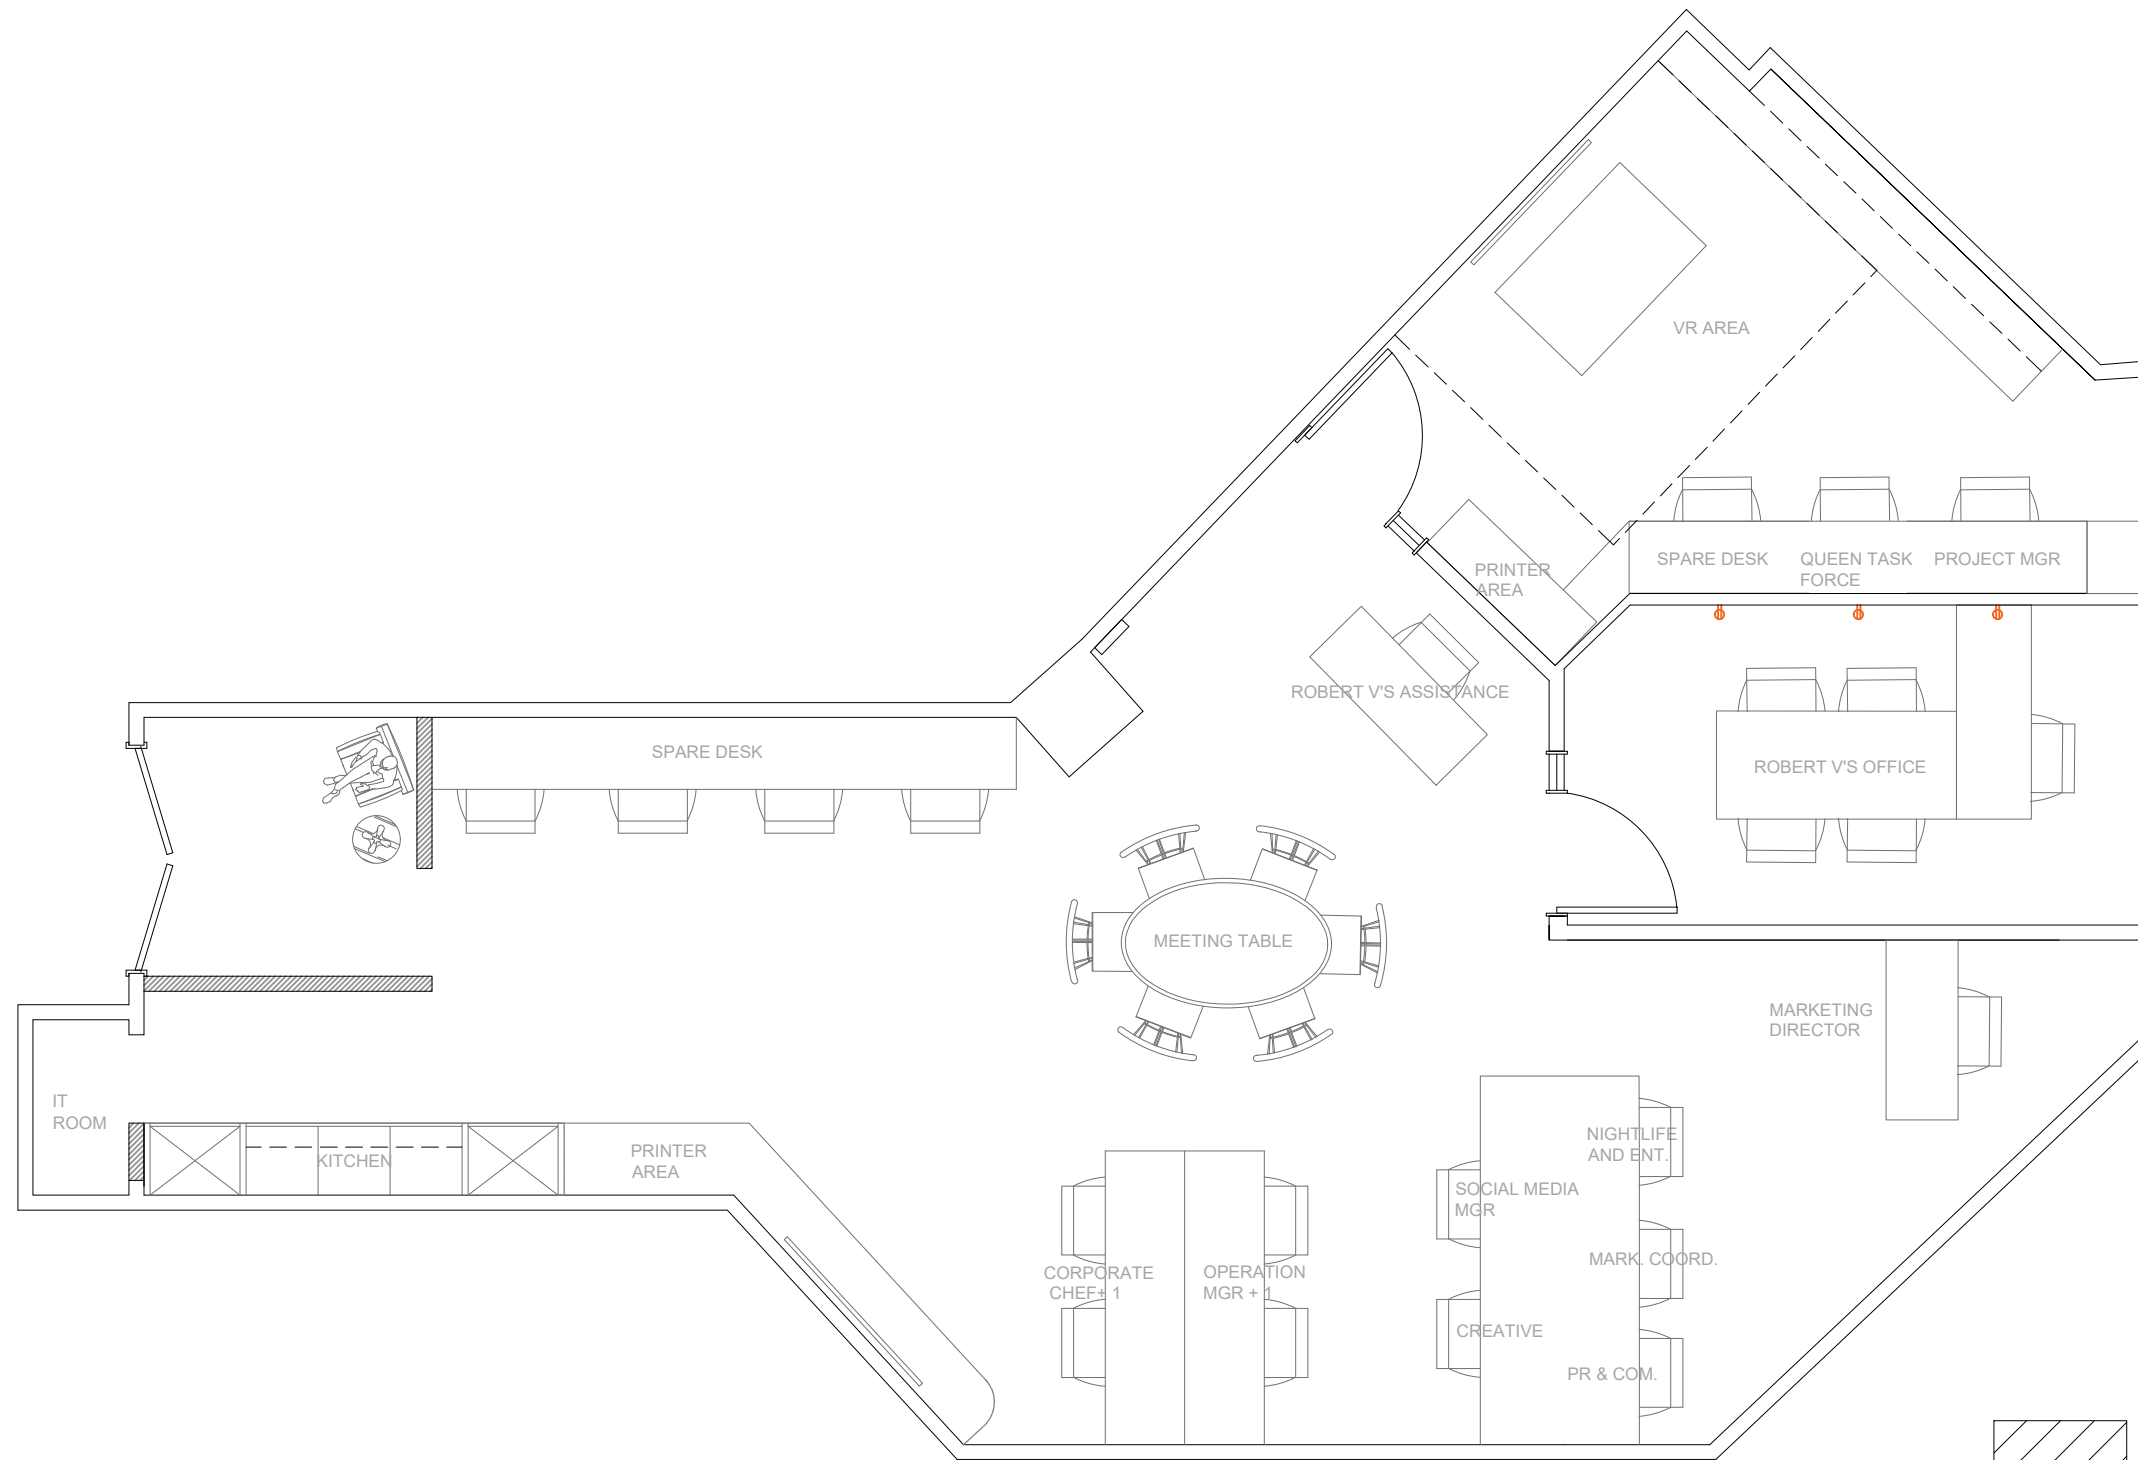 VR AREA
SPARE DESK
QUEEN TASK
FORCE
PROJECT MGR
PRINTER
AREA
ROBERT V'S ASSISTANCE
SPARE DESK
ROBERT V'S OFFICE
MEETING TABLE
MARKETING
DIRECTOR
IT
ROOM
KITCHEN
PRINTER
AREA
NIGHTLIFE
AND ENT.
SOCIAL MEDIA
MGR
MARK. COORD.
CORPORATE
CHEF+ 1
OPERATION
MGR + 1
CREATIVE
PR & COM.